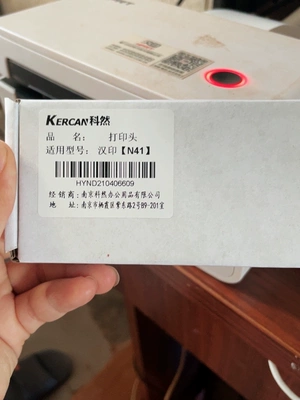 KERCAN科然
品 名： 打印头
适用型号： 汉印【N41】
HYND210406609
经 销 商：南京科然办公用品有限公司
地 址：南京市栖霞区紫东路2号B9-201室